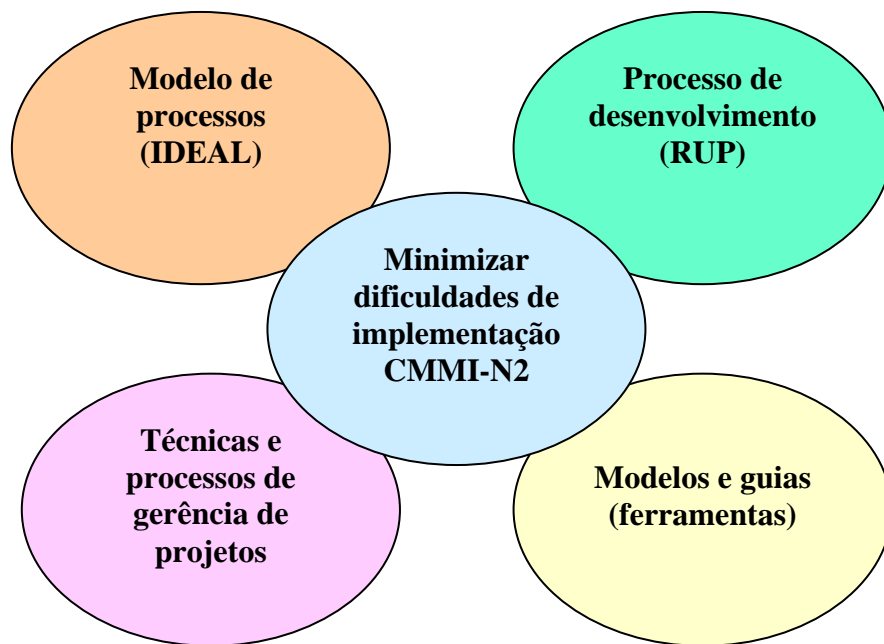 Modelo de
processos
(IDEAL)
Processo de
desenvolvimento
(RUP)
Minimizar
dificuldades de
implementação
CMMI-N2
Técnicas e
processos de
gerência de
projetos
Modelos e guias
(ferramentas)